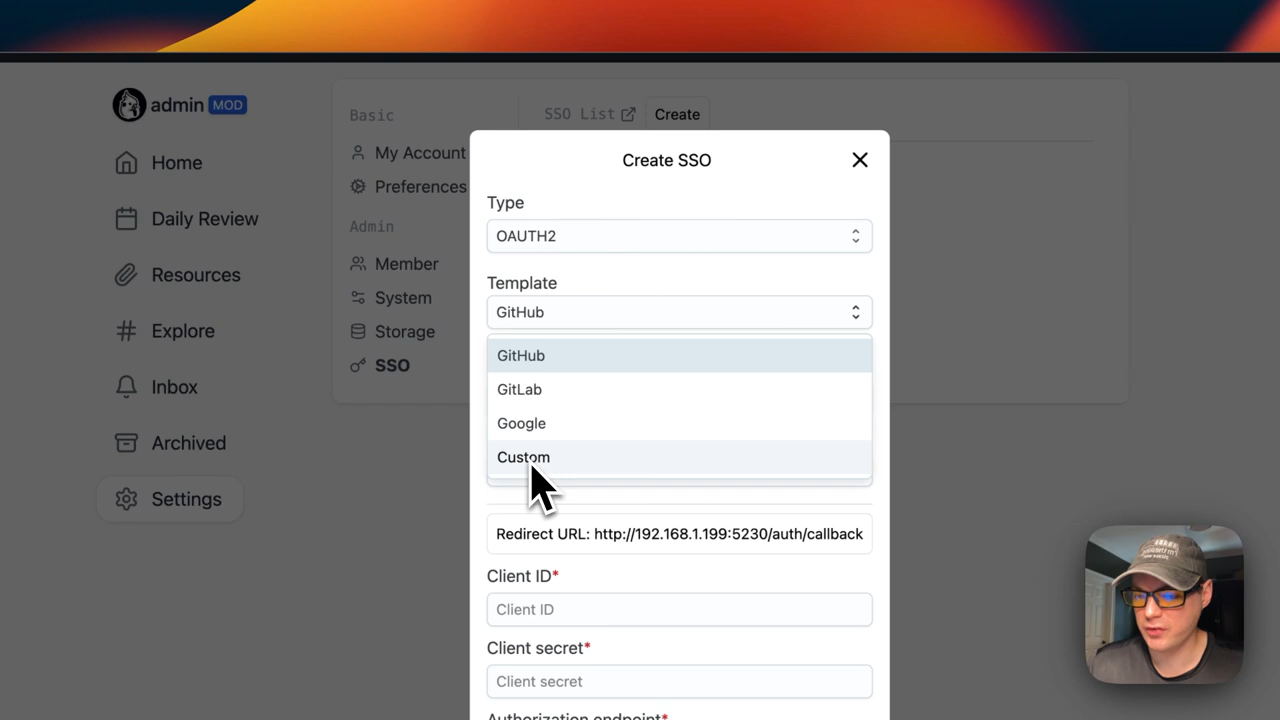 admin MOD
Home
Daily Review
Resources
Explore
Inbox
Archived
Settings
Basic
My Account
Preferences
Admin
Member
System
Storage
SSO
SSO List
Create
Create SSO
Type
OAUTH2
Template
GitHub
GitHub
GitLab
Google
Custom
Redirect URL: http://192.168.1.199:5230/auth/callback
Client ID*
Client ID
Client secret*
Client secret
Authorization endpoint*